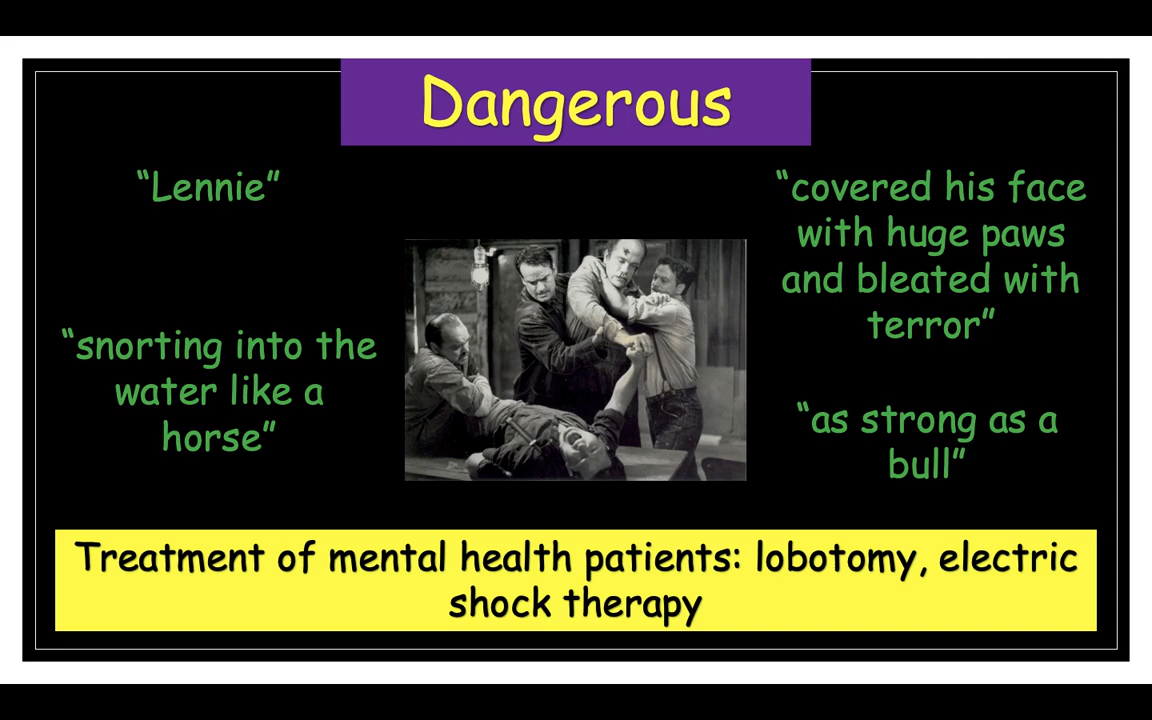 Dangerous
“Lennie”
“snorting into the
water like a
horse”
“covered his face
with huge paws
and bleated with
terror”
“as strong as a
bull”
Treatment of mental health patients: lobotomy, electric
shock therapy